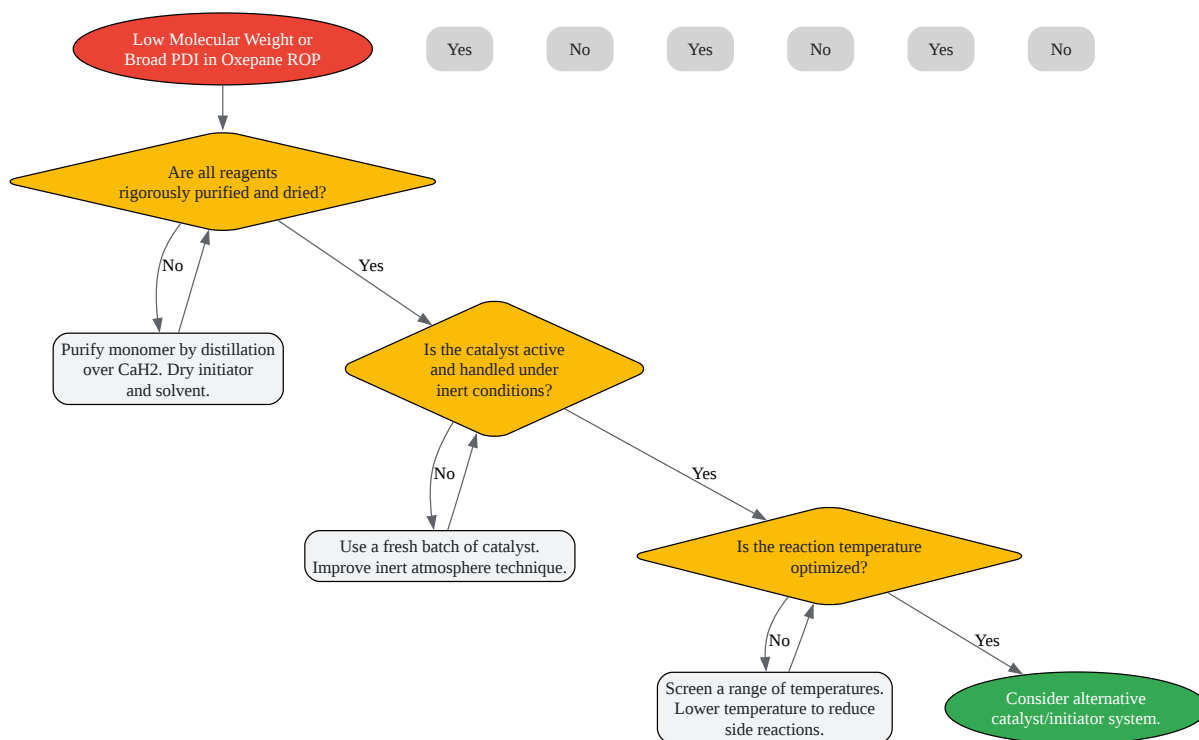 Low Molecular Weight or
Broad PDI in Oxepane ROP
Yes
No
Yes
No
Yes
No
Are all reagents
rigorously purified and dried?
No
Yes
Purify monomer by distillation
over CaH2. Dry initiator
and solvent.
Is the catalyst active
and handled under
inert conditions?
No
Yes
Use a fresh batch of catalyst.
Improve inert atmosphere technique.
Is the reaction temperature
optimized?
No
Yes
Screen a range of temperatures.
Lower temperature to reduce
side reactions.
Consider alternative
catalyst/initiator system.